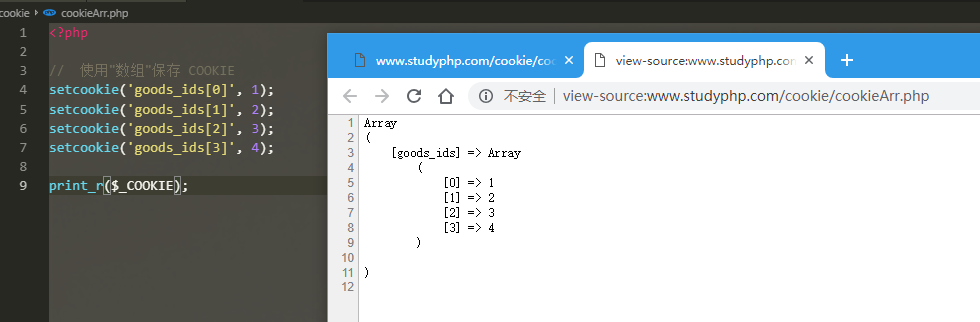 cookie › cookieArr.php
1 <?php
2
3 //  使用"数组"保存 COOKIE
4 setcookie('goods_ids[0]', 1);
5 setcookie('goods_ids[1]', 2);
6 setcookie('goods_ids[2]', 3);
7 setcookie('goods_ids[3]', 4);
8
9 print_r($_COOKIE);
www.studyphp.com/cookie/coo
view-source:www.studyphp.com
不安全 | view-source:www.studyphp.com/cookie/cookieArr.php
1 Array
2 (
3     [goods_ids] => Array
4         (
5             [0] => 1
6             [1] => 2
7             [2] => 3
8             [3] => 4
9         )
10
11 )
12